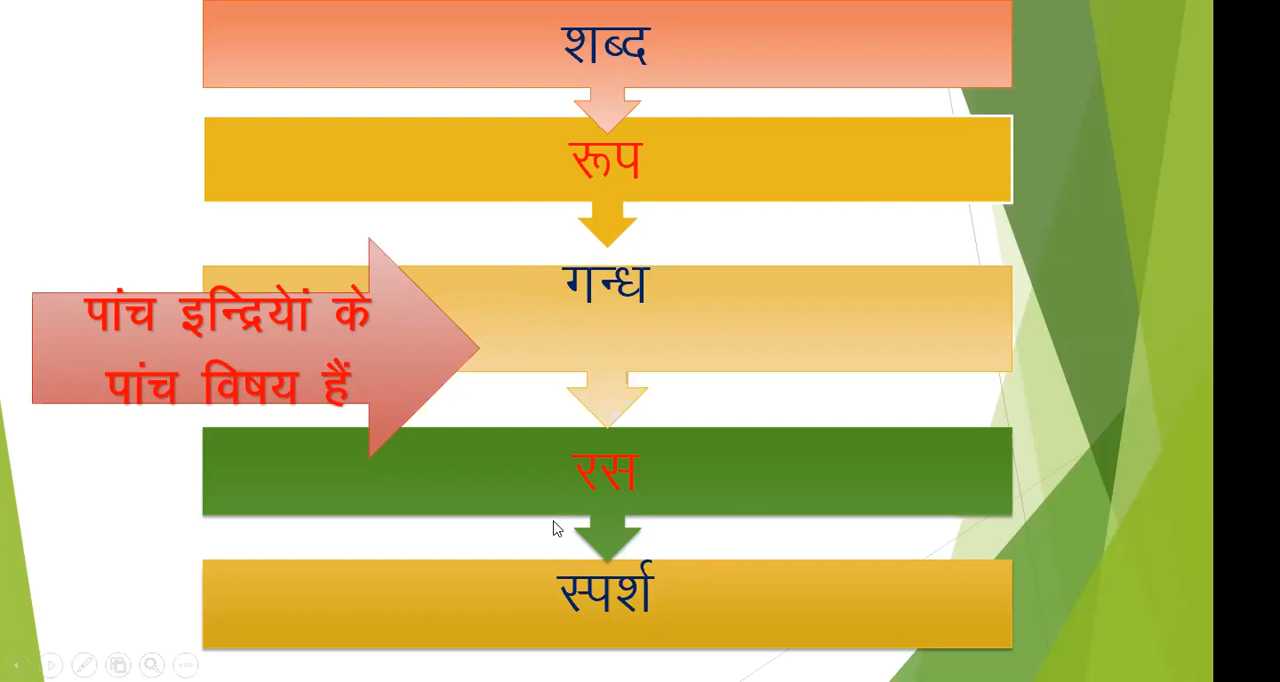 शब्द
रूप
गन्ध
पांच इन्द्रियेां के
पांच विषय हैं
रस
स्पर्श